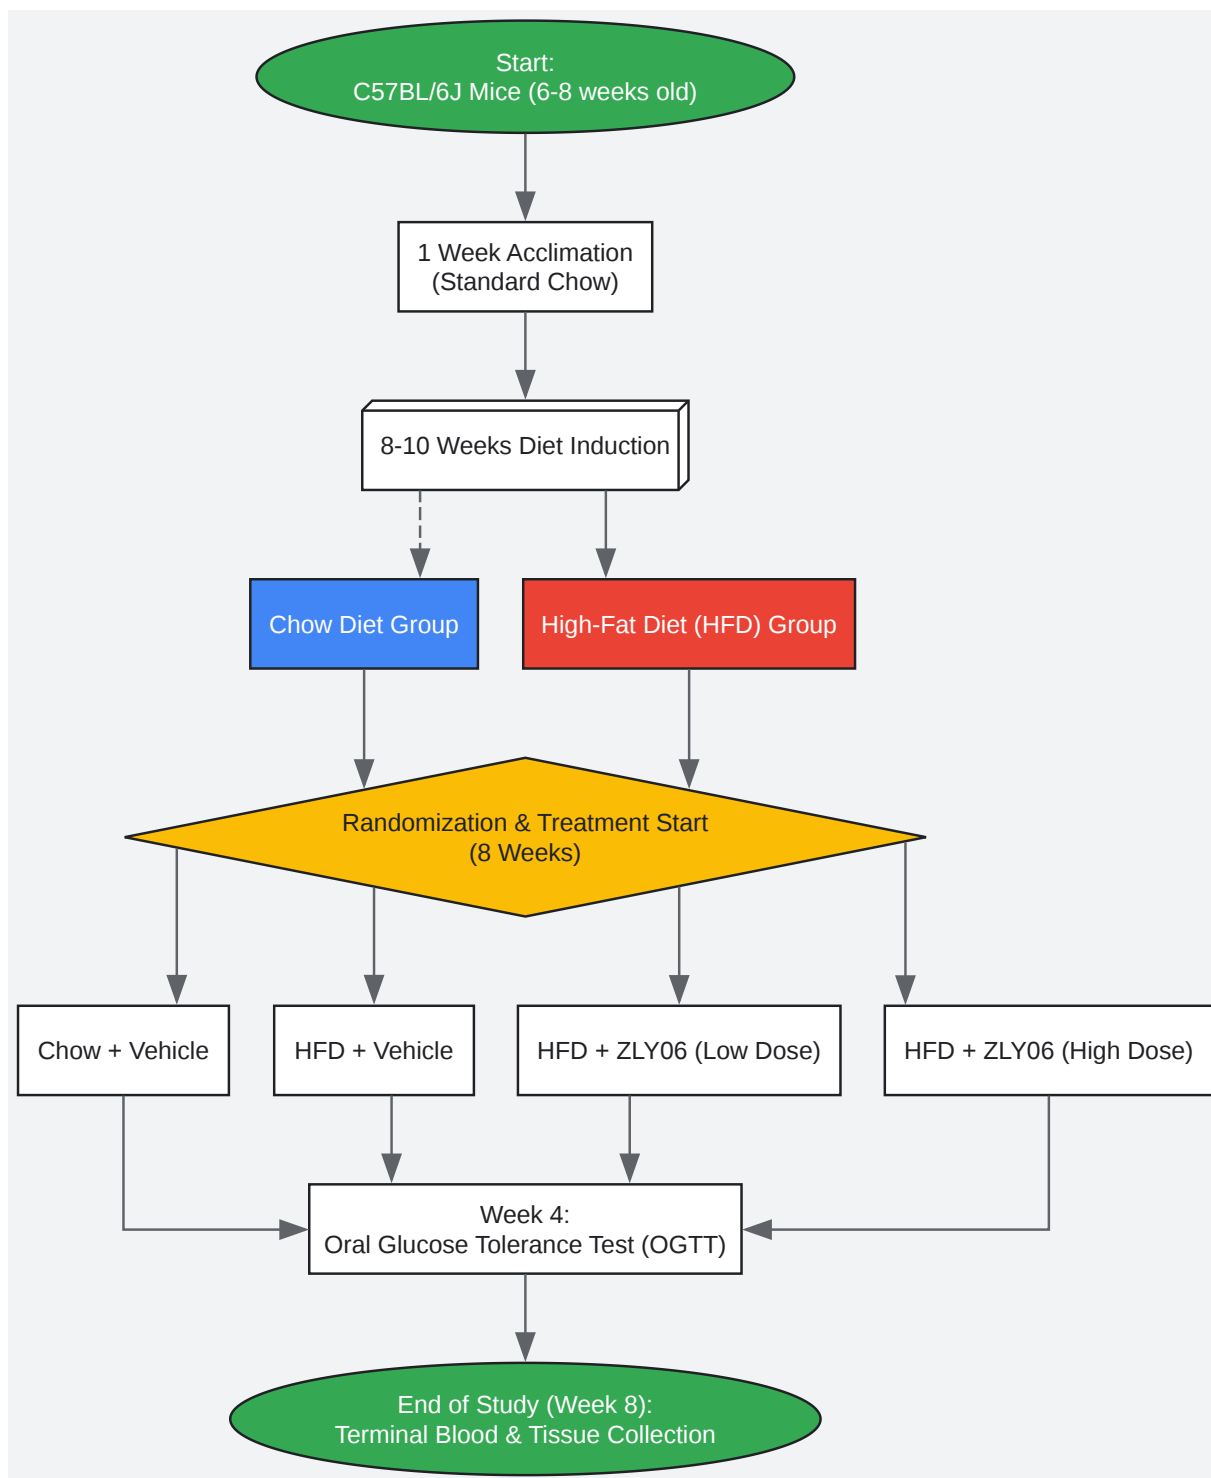 Start:
C57BL/6J Mice (6-8 weeks old)
1 Week Acclimation
(Standard Chow)
8-10 Weeks Diet Induction
Chow Diet Group
High-Fat Diet (HFD) Group
Randomization & Treatment Start
(8 Weeks)
Chow + Vehicle
HFD + Vehicle
HFD + ZLY06 (Low Dose)
HFD + ZLY06 (High Dose)
Week 4:
Oral Glucose Tolerance Test (OGTT)
End of Study (Week 8):
Terminal Blood & Tissue Collection